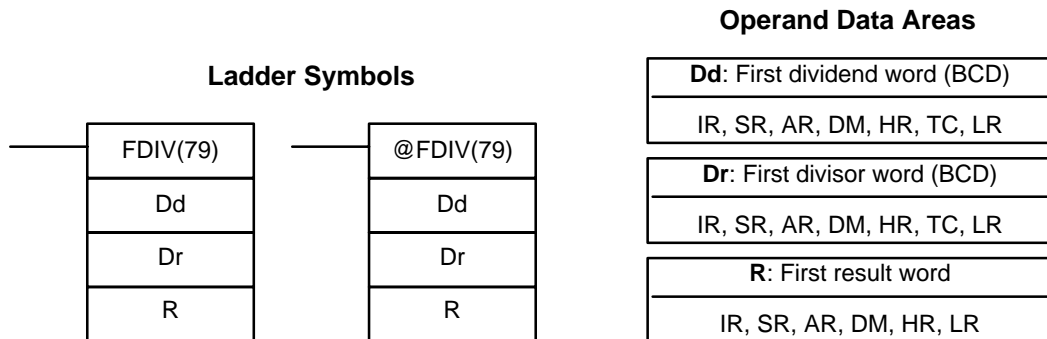 Ladder Symbols
FDIV(79)
Dd
Dr
R
@FDIV(79)
Dd
Dr
R
Operand Data Areas
Dd: First dividend word (BCD)
IR, SR, AR, DM, HR, TC, LR
Dr: First divisor word (BCD)
IR, SR, AR, DM, HR, TC, LR
R: First result word
IR, SR, AR, DM, HR, LR